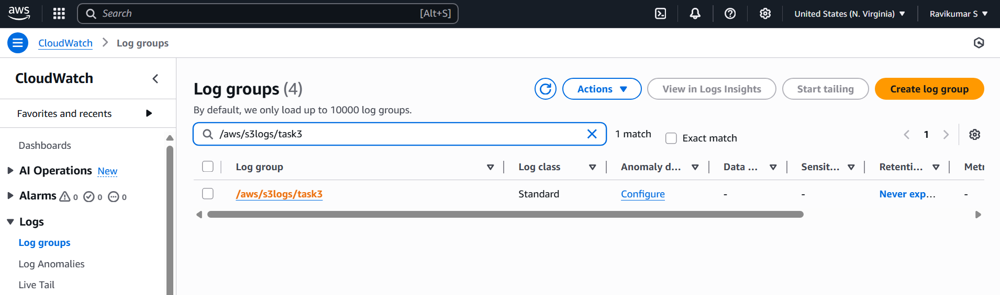 aws
Search [Alt+S]
United States (N. Virginia)
Ravikumar S
CloudWatch
Log groups
CloudWatch
Favorites and recents
Dashboards
AI Operations New
Alarms 0 0 0
Logs
Log groups
Log Anomalies
Live Tail
Log groups (4)
Actions
View in Logs Insights
Start tailing
Create log group
By default, we only load up to 10000 log groups.
/aws/s3logs/task3
1 match
Exact match
1
Log group Log class Anomaly d... Data ... Sensit... Retenti... Metr
/aws/s3logs/task3 Standard Configure - - Never exp... -